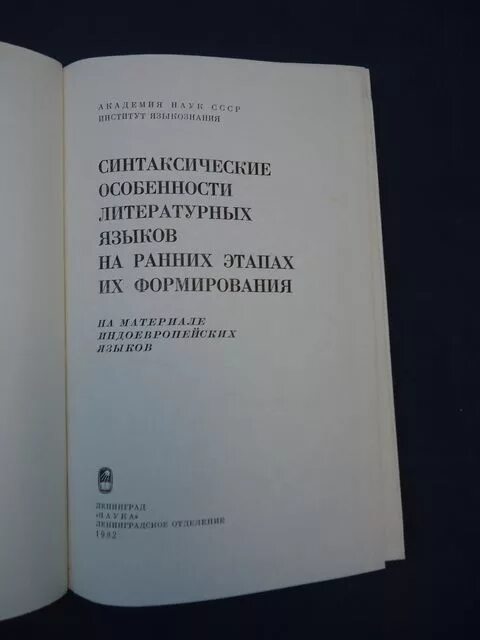 АКАДЕМИЯ НАУК СССР
ИНСТИТУТ ЯЗЫКОЗНАНИЯ
СИНТАКСИЧЕСКИЕ
ОСОБЕННОСТИ
ЛИТЕРАТУРНЫХ
ЯЗЫКОВ
НА РАННИХ ЭТАПАХ
ИХ ФОРМИРОВАНИЯ
НА МАТЕРИАЛЕ
ИНДОЕВРОПЕЙСКИХ
ЯЗЫКОВ
ЛЕНИНГРАД
«НАУКА»
ЛЕНИНГРАДСКОЕ ОТДЕЛЕНИЕ
1982